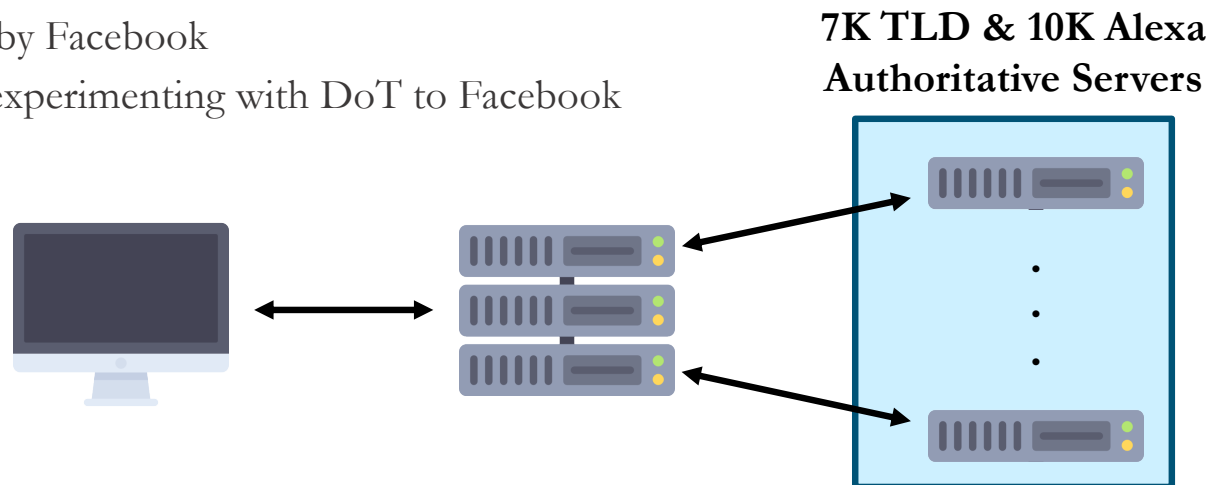 by Facebook
experimenting with DoT to Facebook
7K TLD & 10K Alexa
Authoritative Servers